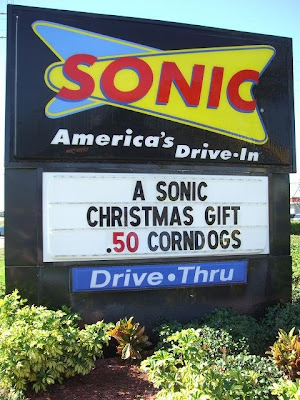 SONIC
America's Drive-In
A SONIC
CHRISTMAS GIFT
.50 CORNDOGS
Drive•Thru